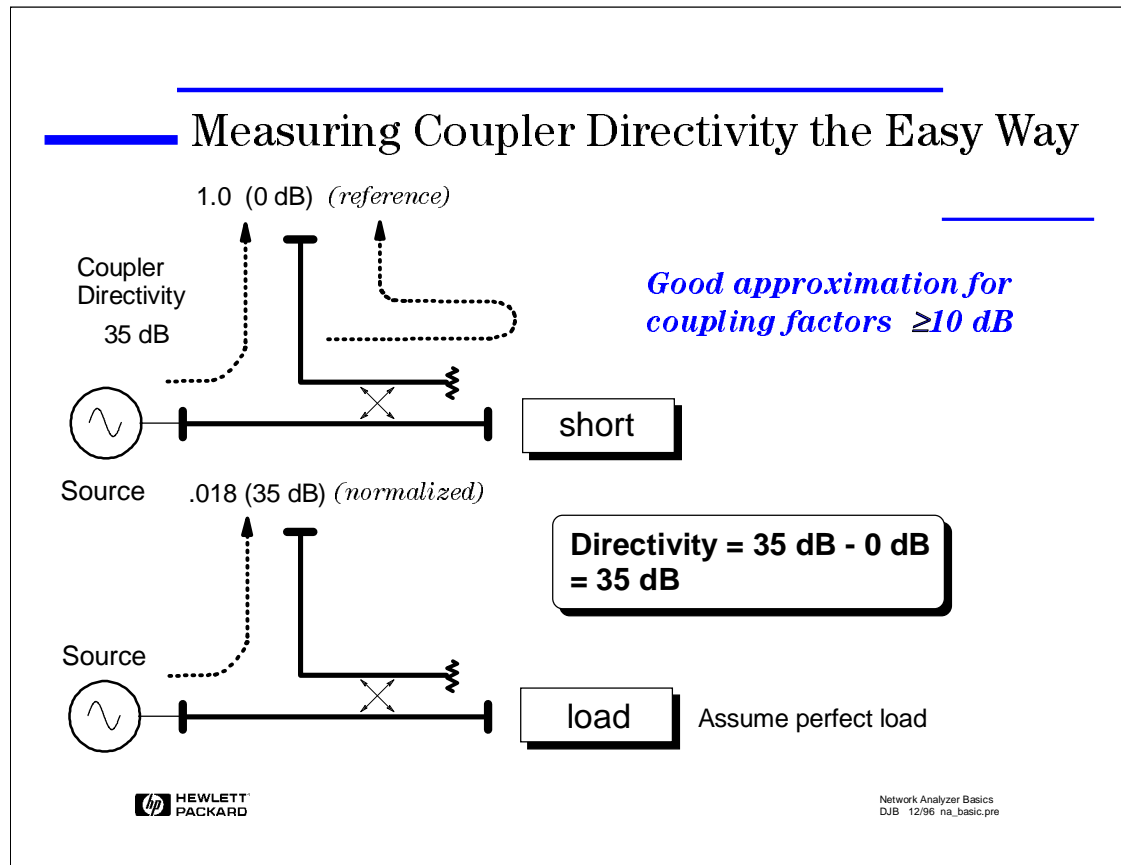 Measuring Coupler Directivity the Easy Way
1.0 (0 dB) (reference)
Coupler
Directivity
35 dB
Good approximation for
coupling factors ≥10 dB
short
Source
.018 (35 dB) (normalized)
Directivity = 35 dB - 0 dB
= 35 dB
Source
load
Assume perfect load
hp HEWLETT
PACKARD
Network Analyzer Basics
DJB 12/96 na_basic.pre